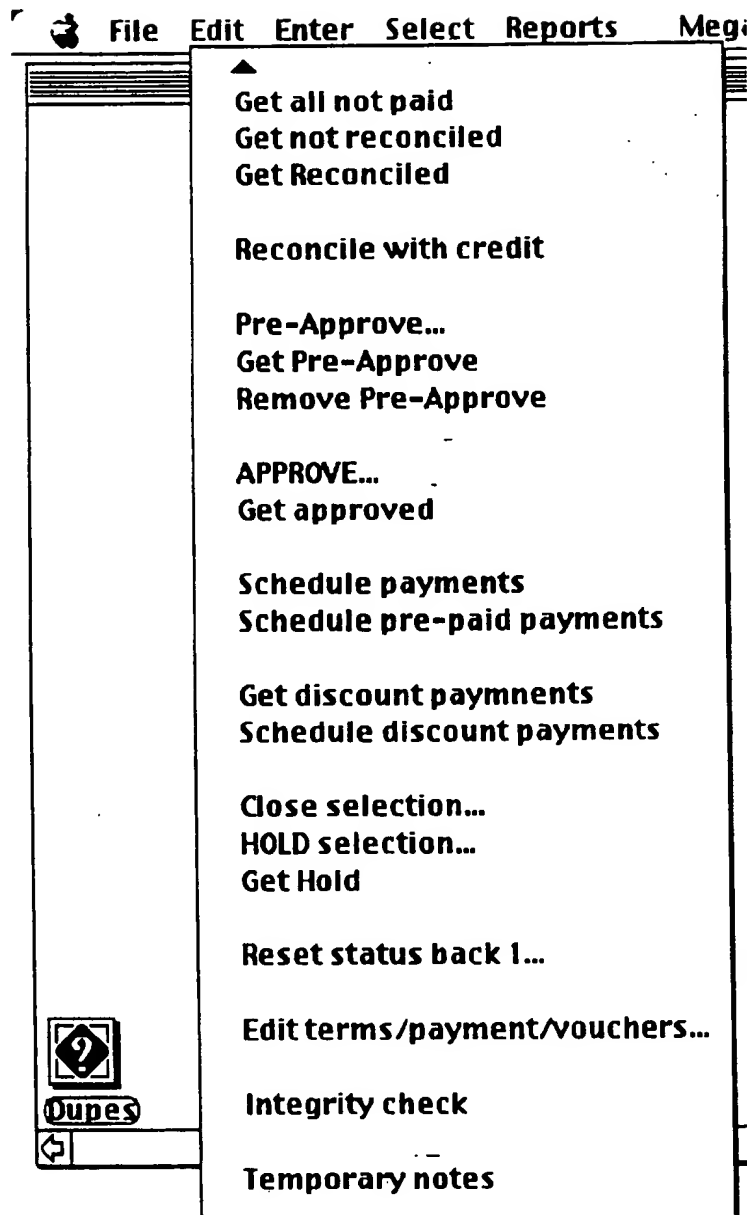 File Edit Enter Select Reports
Get all not paid
Get not reconciled
Get Reconciled
Reconcile with credit
Pre-Approve...
Get Pre-Approve
Remove Pre-Approve
APPROVE...
Get approved
Schedule payments
Schedule pre-paid payments
Get discount paymnents
Schedule discount payments
Close selection...
HOLD selection...
Get Hold
Reset status back 1...
Edit terms/payment/vouchers...
?
Dupes
Integrity check
Temporary notes